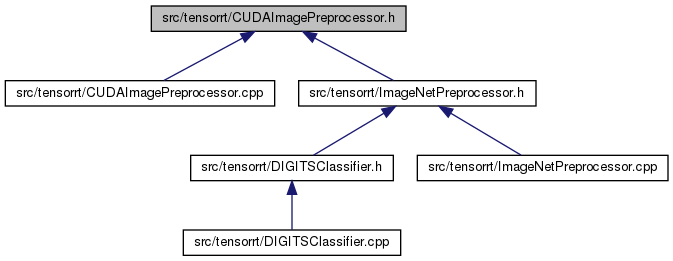 src/tensorrt/CUDAImagePreprocessor.h
src/tensorrt/CUDAImagePreprocessor.cpp
src/tensorrt/ImageNetPreprocessor.h
src/tensorrt/DIGITSClassifier.h
src/tensorrt/ImageNetPreprocessor.cpp
src/tensorrt/DIGITSClassifier.cpp